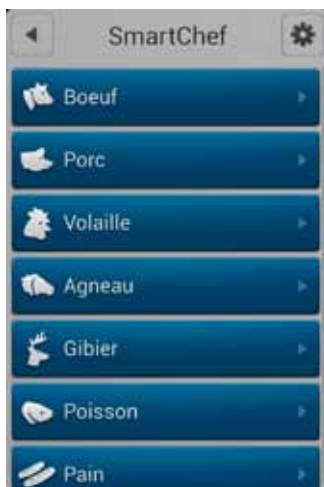 SmartChef
Boeuf
Porc
Volaille
Agneau
Gibier
Poisson
Pain